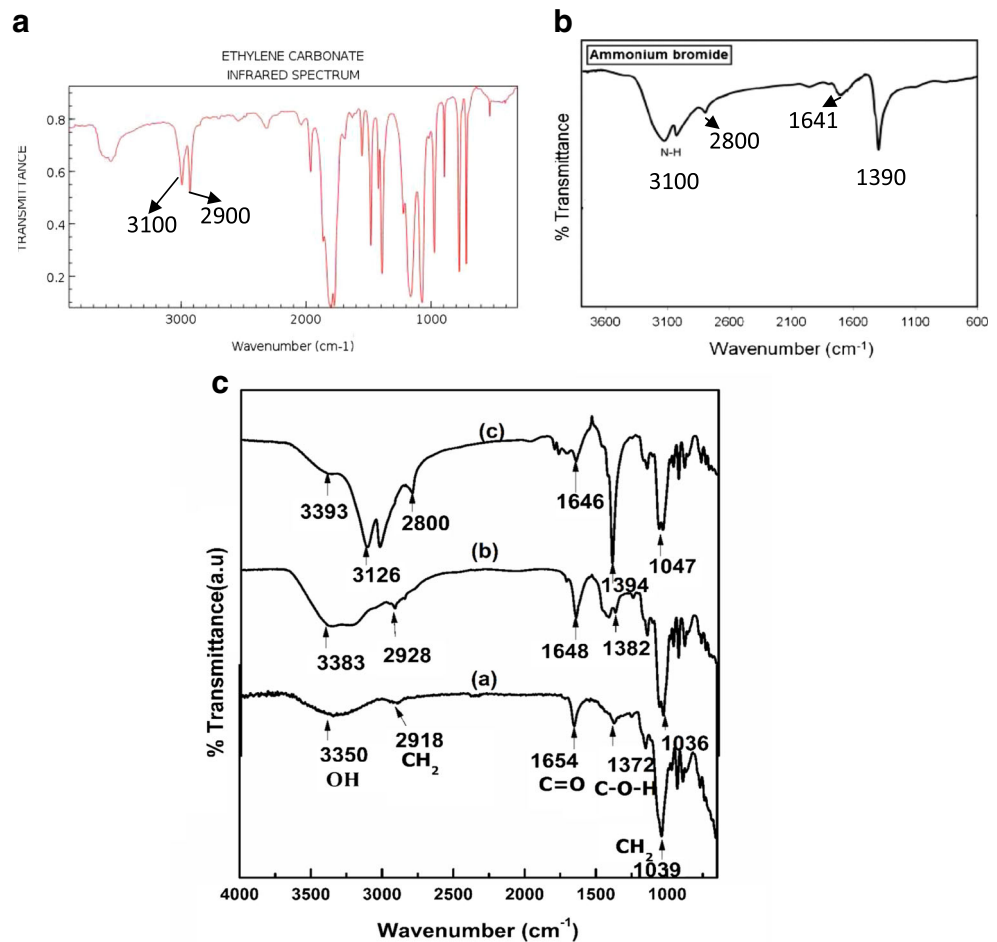 a
ETHYLENE CARBONATE
INFRARED SPECTRUM
TRANSMITTANCE
0.8
0.6
0.4
0.2
3100
2900
3000
2000
1000
Wavenumber (cm-1)
b
Ammonium bromide
% Transmittance
N-H
3100
2800
1641
1390
3600
3100
2600
2100
1600
1100
600
Wavenumber (cm-1)
c
% Transmittance(a.u)
(c)
3393
3126
2800
1646
1394
1047
(b)
3383
2928
1648
1382
1036
(a)
3350
OH
2918
CH2
1654
C=O
1372
C-O-H
CH2
1039
4000
3500
3000
2500
2000
1500
1000
Wavenumber (cm-1)